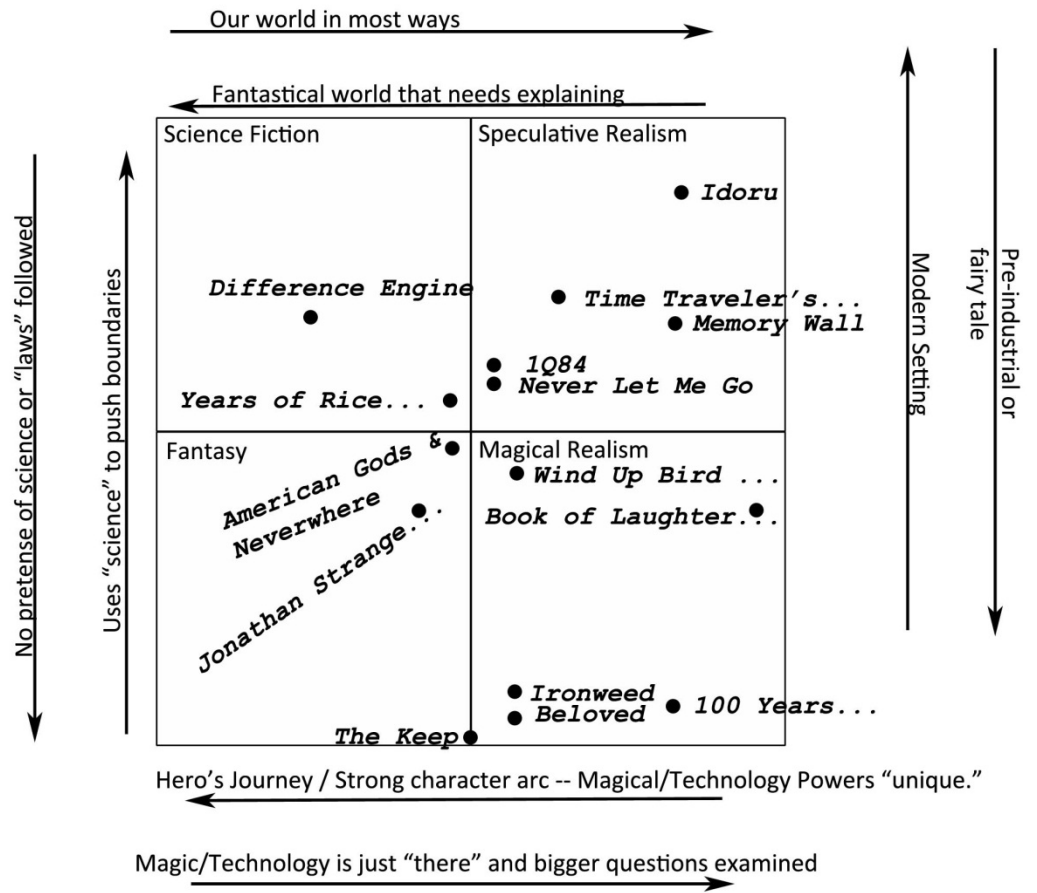 Our world in most ways
Fantastical world that needs explaining
Science Fiction
Speculative Realism
Idoru
Difference Engine
Time Traveler's...
Memory Wall
1Q84
Never Let Me Go
Years of Rice...
Fantasy
Magical Realism
American Gods &
Neverwhere
Wind Up Bird ...
Book of Laughter...
Jonathan Strange...
Ironweed
Beloved
100 Years...
The Keep
No pretense of science or “laws” followed
Uses “science” to push boundaries
Modern Setting
Pre-industrial or
fairy tale
Hero’s Journey / Strong character arc -- Magical/Technology Powers “unique.”
Magic/Technology is just “there” and bigger questions examined